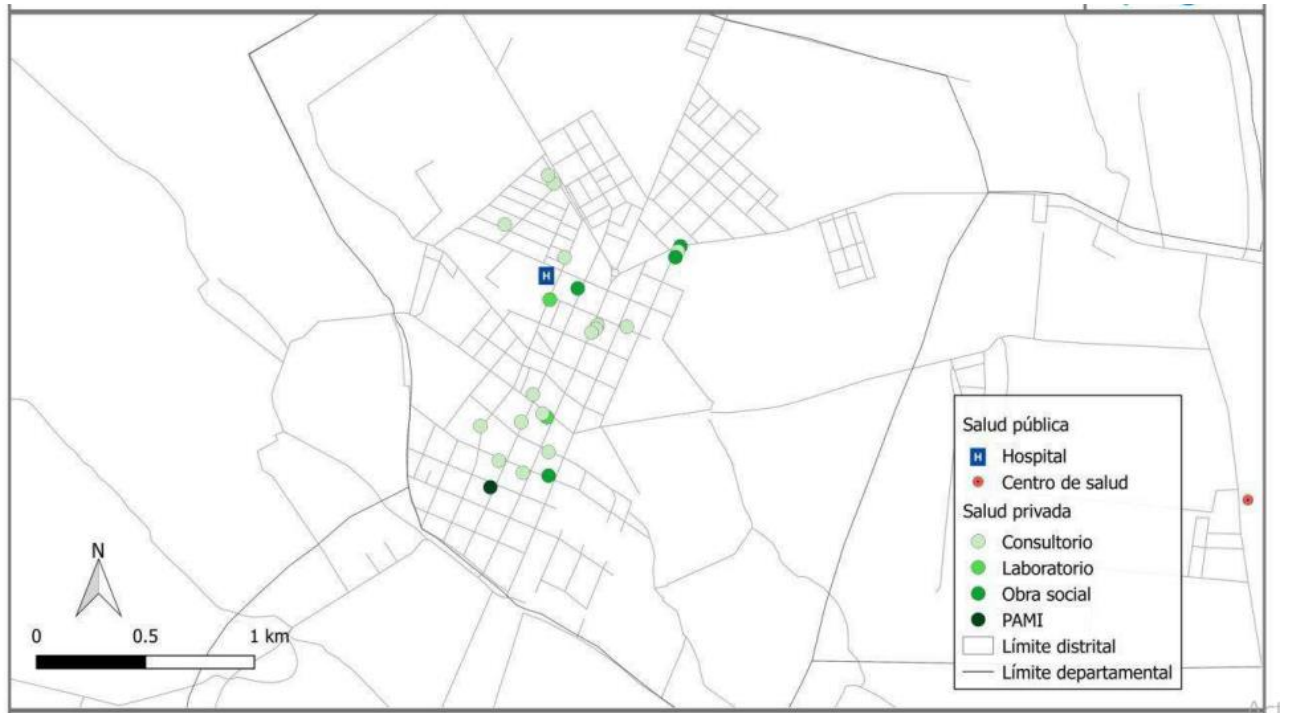 H
Salud pública
H Hospital
Centro de salud
Salud privada
Consultorio
Laboratorio
Obra social
PAMI
Límite distrital
Límite departamental
N
0 0.5 1 km